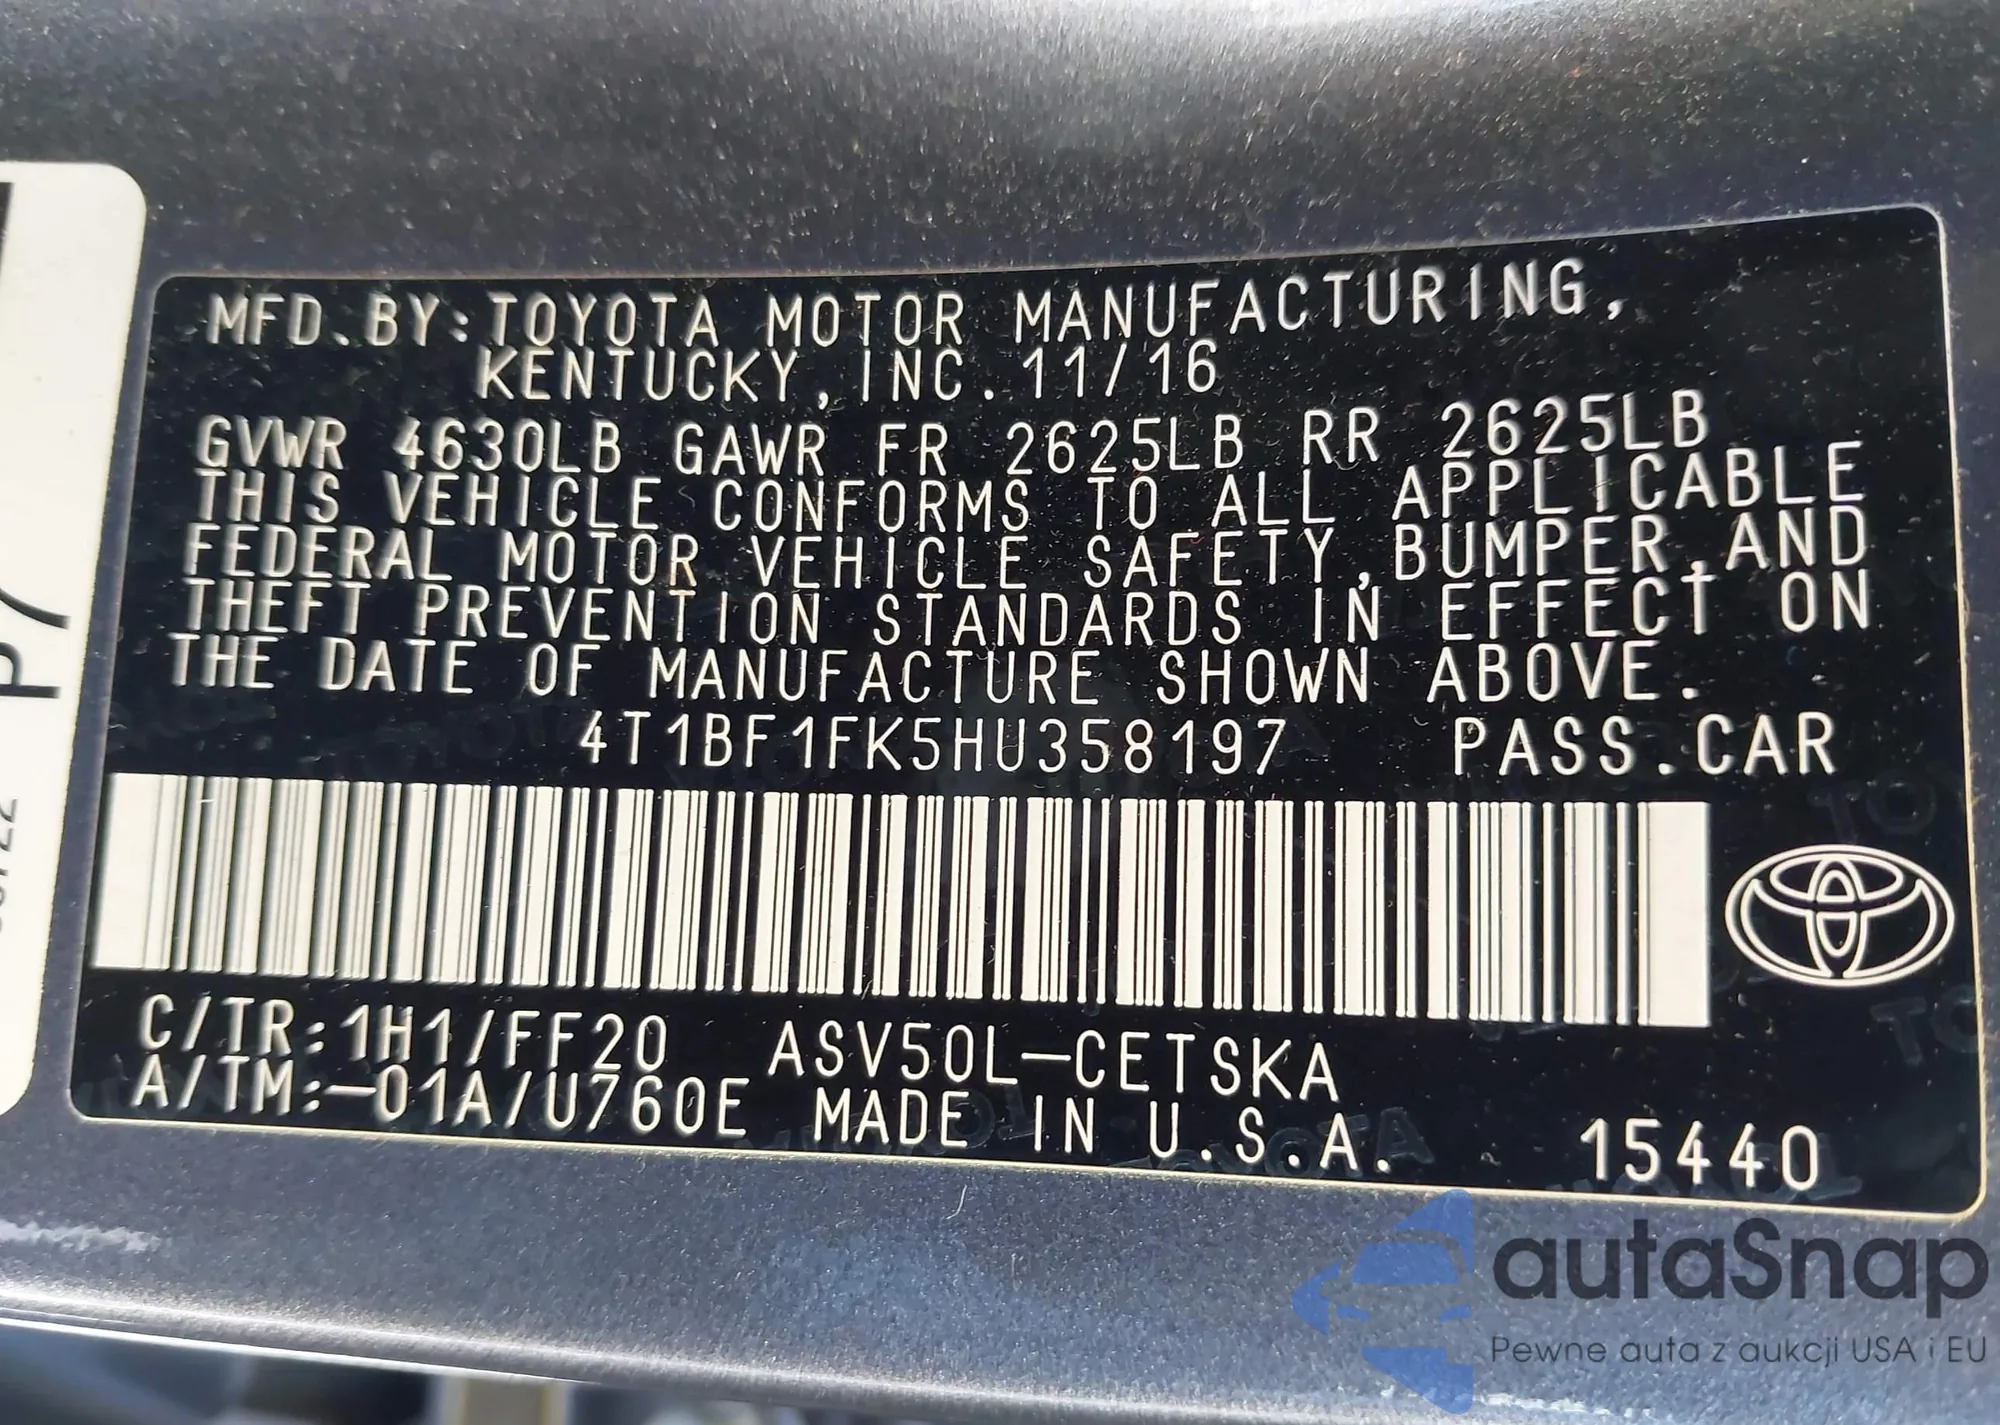 MFD.BY:TOYOTA MOTOR MANUFACTURING,
KENTUCKY,INC.11/16
GVWR 4630LB GAWR FR 2625LB RR 2625LB
THIS VEHICLE CONFORMS TO ALL APPLICABLE
FEDERAL MOTOR VEHICLE SAFETY,BUMPER,AND
THEFT PREVENTION STANDARDS IN EFFECT ON
THE DATE OF MANUFACTURE SHOWN ABOVE.
4T1BF1FK5HU358197 PASS.CAR
C/TR:1H1/FF20 ASV50L-CETSKA
A/TM:-01A/U760E MADE IN U.S.A. 15440
P7
autaSnap
Pewne auta z aukcji USA i EU